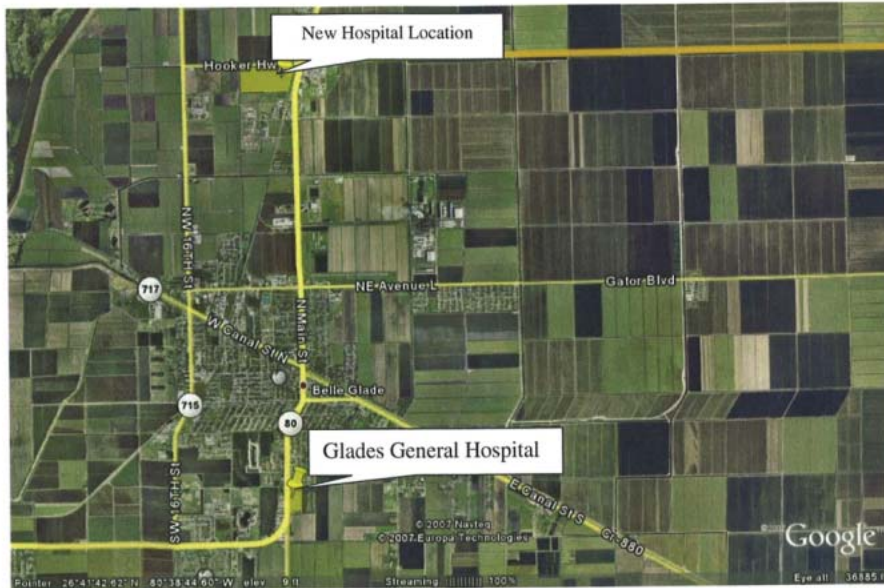 New Hospital Location
Hooker Hwy
NW 16TH St
NE Avenue L
Gator Blvd
717
W Canal St N
N Main St
Belle Glade
715
80
Glades General Hospital
SW 16TH St
E Canal St S
Cr-880
© 2007 Navteq
© 2007 Europa Technologies
Google
Pointer 26°41'42.62" N 80°38'44.60" W elev 9 ft Streaming |||||||||| 100% Eye alt 36885